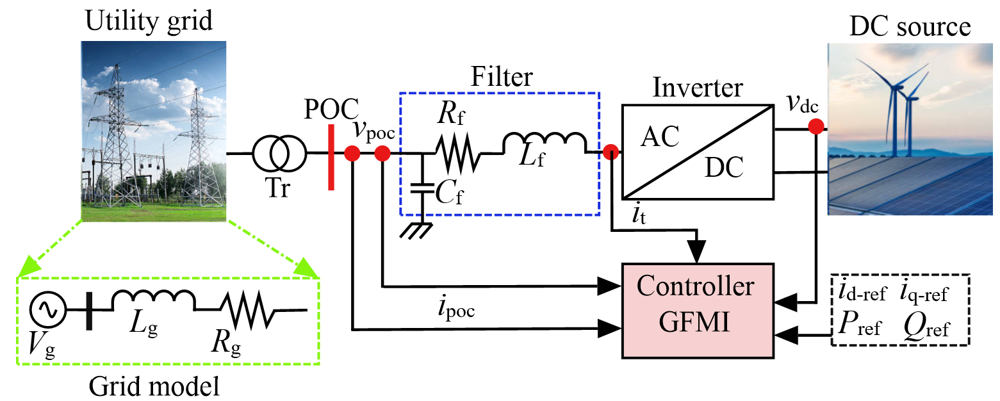 Utility grid
DC source
Filter
Inverter
POC
v_poc
R_f
L_f
C_f
Tr
AC
DC
v_dc
i_t
Controller
GFMI
i_poc
i_d-ref i_q-ref
P_ref Q_ref
V_g
L_g
R_g
Grid model